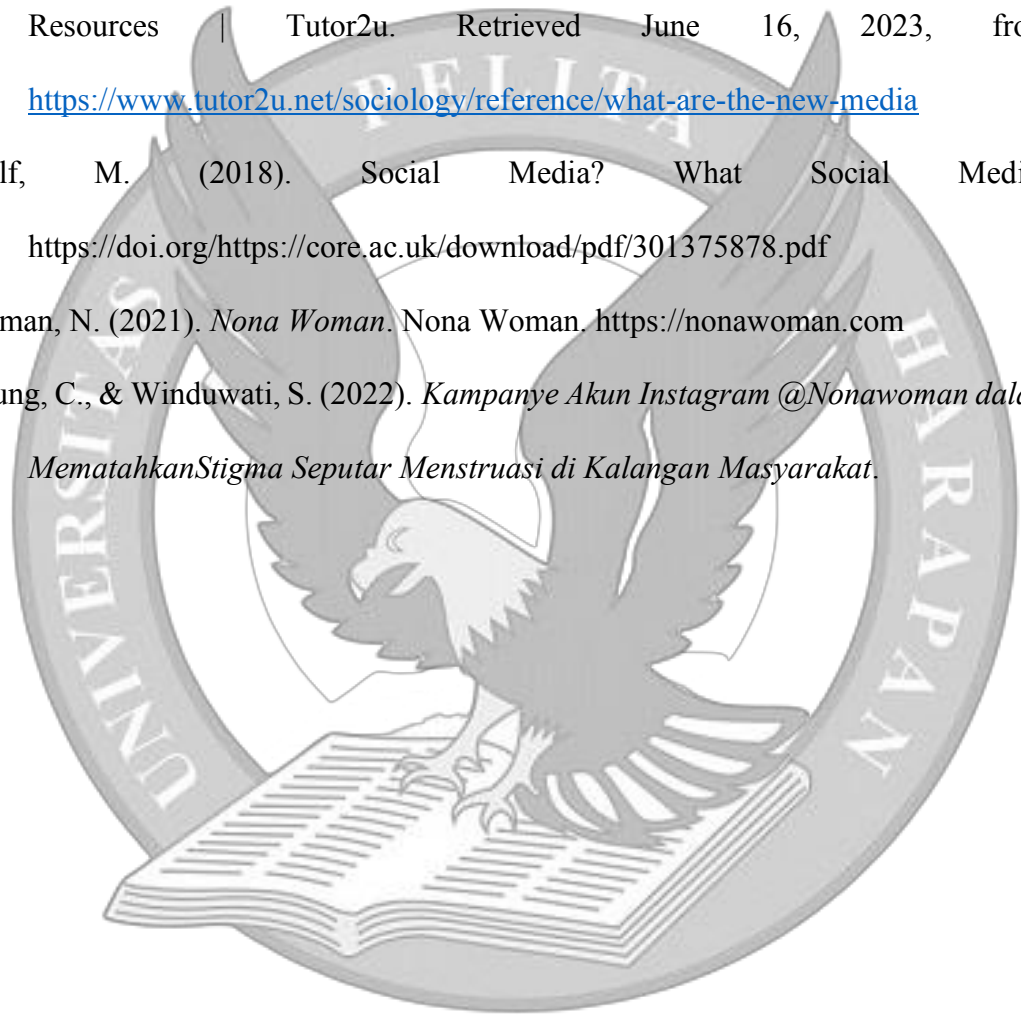 Resources | Tutor2u. Retrieved June 16, 2023, fro
https://www.tutor2u.net/sociology/reference/what-are-the-new-media
lf, M. (2018). Social Media? What Social Medi
https://doi.org/https://core.ac.uk/download/pdf/301375878.pdf
man, N. (2021). Nona Woman. Nona Woman. https://nonawoman.com
ung, C., & Winduwati, S. (2022). Kampanye Akun Instagram @Nonawoman dala
MematahkanStigma Seputar Menstruasi di Kalangan Masyarakat.
UNIVERSITAS PELITA HARAPAN